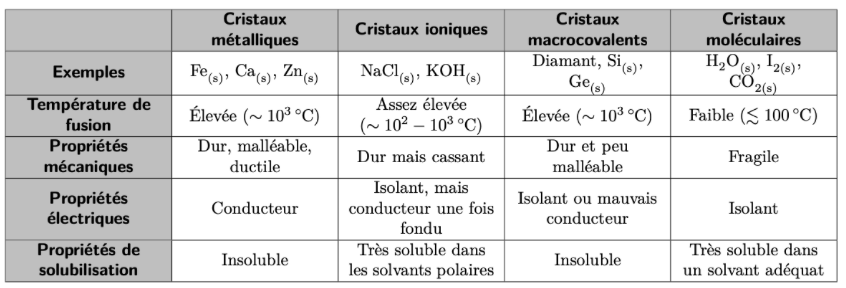 Cristaux métalliques | Cristaux ioniques | Cristaux macrocovalents | Cristaux moléculaires
Exemples | Fe(s), Ca(s), Zn(s) | NaCl(s), KOH(s) | Diamant, Si(s), Ge(s) | H2O(s), I2(s), CO2(s)
Température de fusion | Élevée (∼ 10³ °C) | Assez élevée (∼ 10² − 10³ °C) | Élevée (∼ 10³ °C) | Faible (≲ 100 °C)
Propriétés mécaniques | Dur, malléable, ductile | Dur mais cassant | Dur et peu malléable | Fragile
Propriétés électriques | Conducteur | Isolant, mais conducteur une fois fondu | Isolant ou mauvais conducteur | Isolant
Propriétés de solubilisation | Insoluble | Très soluble dans les solvants polaires | Insoluble | Très soluble dans un solvant adéquat